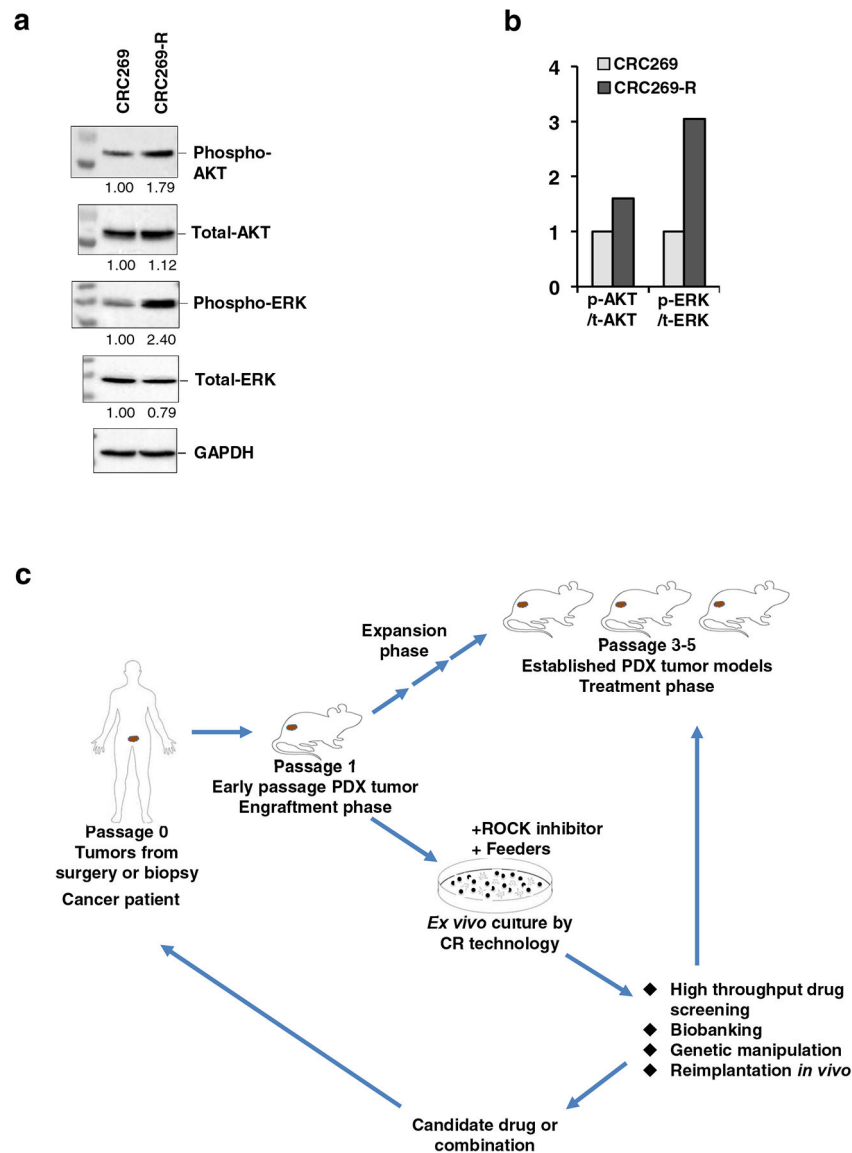 a
CRC269
CRC269-R
Phospho-
AKT
1.00 1.79
Total-AKT
1.00 1.12
Phospho-ERK
1.00 2.40
Total-ERK
1.00 0.79
GAPDH
b
CRC269
CRC269-R
4
3
2
1
0
p-AKT
/t-AKT
p-ERK
/t-ERK
c
Expansion
phase
Passage 3-5
Established PDX tumor models
Treatment phase
Passage 1
Early passage PDX tumor
Engraftment phase
Passage 0
Tumors from
surgery or biopsy
Cancer patient
+ROCK inhibitor
+ Feeders
Ex vivo culture by
CR technology
◆ High throughput drug
screening
◆ Biobanking
◆ Genetic manipulation
◆ Reimplantation in vivo
Candidate drug or
combination